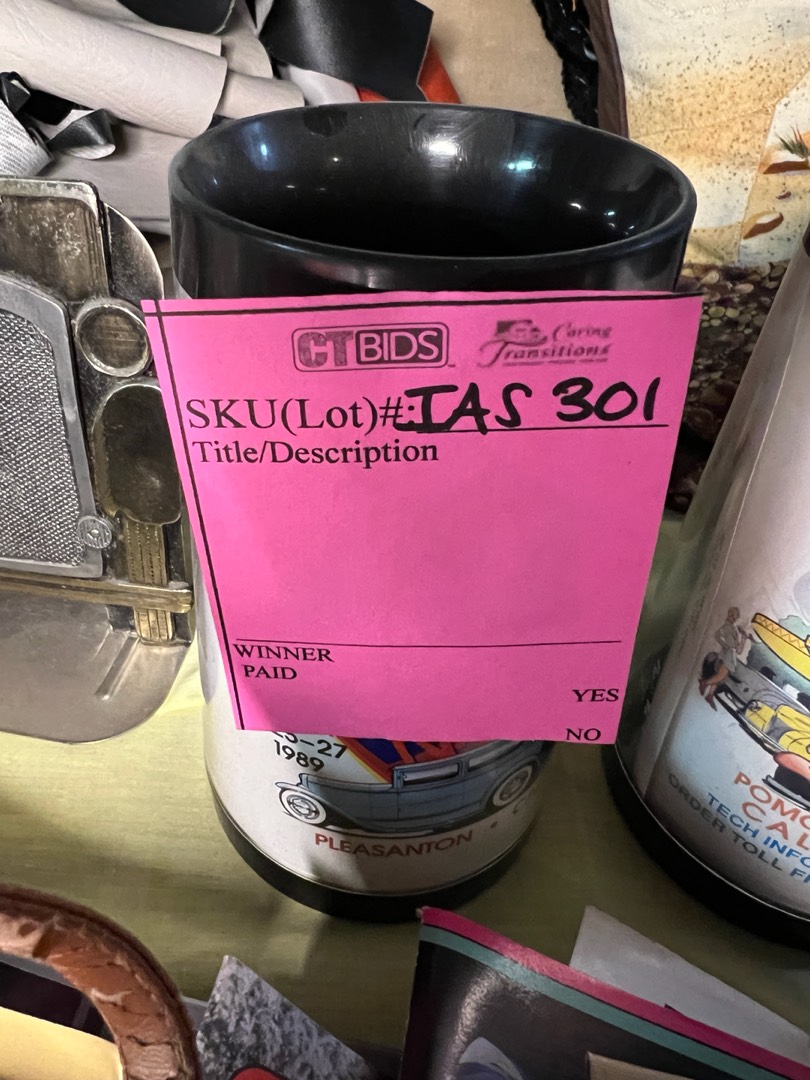 CTBIDS
Caring
Transitions
SKU(Lot)#: IAS 301
Title/Description
WINNER
PAID
YES
NO
-27
1989
PLEASANTON
POMO
CAL
TECH INFO
ORDER TOLL F